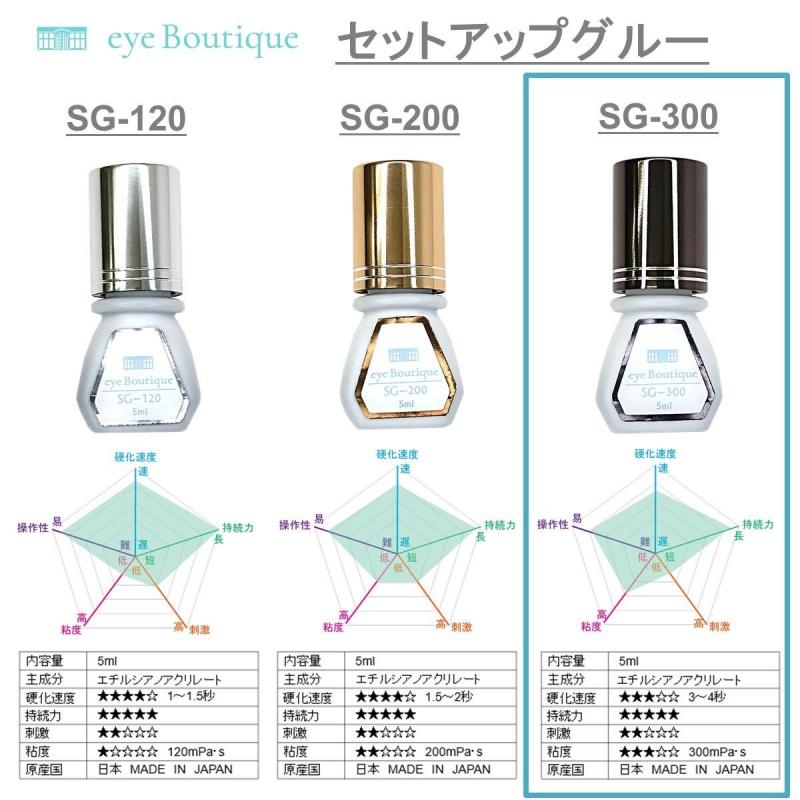 eye Boutique セットアップグルー
SG-120
SG-200
SG-300
eye Boutique
SG-120
5ml
eye Boutique
SG-200
5ml
eye Boutique
SG-300
5ml
硬化速度
速
操作性 易
持続力
長
難 遅
低 短
低
高
粘度
高 刺激
硬化速度
速
操作性 易
持続力
長
難 遅
低 短
低
高
粘度
高 刺激
硬化速度
速
操作性 易
持続力
長
難 遅
低 短
低
高
粘度
高 刺激
内容量 5ml
主成分 エチルシアノアクリレート
硬化速度 ★★★★☆ 1～1.5秒
持続力 ★★★★★
刺激 ★★☆☆☆
粘度 ★☆☆☆☆ 120mPa･s
原産国 日本 MADE IN JAPAN
内容量 5ml
主成分 エチルシアノアクリレート
硬化速度 ★★★★☆ 1.5～2秒
持続力 ★★★★★
刺激 ★★☆☆☆
粘度 ★★☆☆☆ 200mPa･s
原産国 日本 MADE IN JAPAN
内容量 5ml
主成分 エチルシアノアクリレート
硬化速度 ★★★☆☆ 3～4秒
持続力 ★★★★★
刺激 ★★☆☆☆
粘度 ★★★☆☆ 300mPa･s
原産国 日本 MADE IN JAPAN